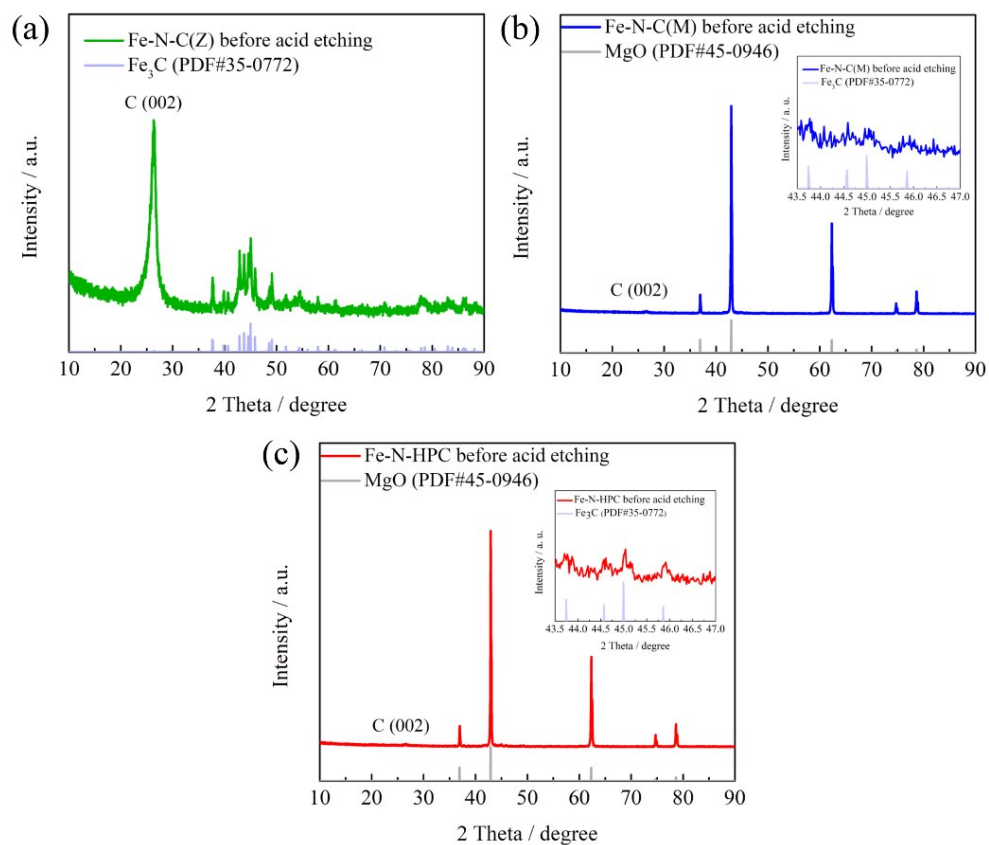 (a)
Fe-N-C(Z) before acid etching
Fe₃C (PDF#35-0772)
C (002)
Intensity / a.u.
10 20 30 40 50 60 70 80 90
2 Theta / degree
(b)
Fe-N-C(M) before acid etching
MgO (PDF#45-0946)
Fe-N-C(M) before acid etching
Fe₃C (PDF#35-0772)
Intensity / a. u.
43.5 44.0 44.5 45.0 45.5 46.0 46.5 47.0
2 Theta / degree
C (002)
Intensity / a.u.
10 20 30 40 50 60 70 80 90
2 Theta / degree
(c)
Fe-N-HPC before acid etching
MgO (PDF#45-0946)
Fe-N-HPC before acid etching
Fe3C (PDF#35-0772)
Intensity / a. u.
43.5 44.0 44.5 45.0 45.5 46.0 46.5 47.0
2 Theta / degree
C (002)
Intensity / a.u.
10 20 30 40 50 60 70 80 90
2 Theta / degree